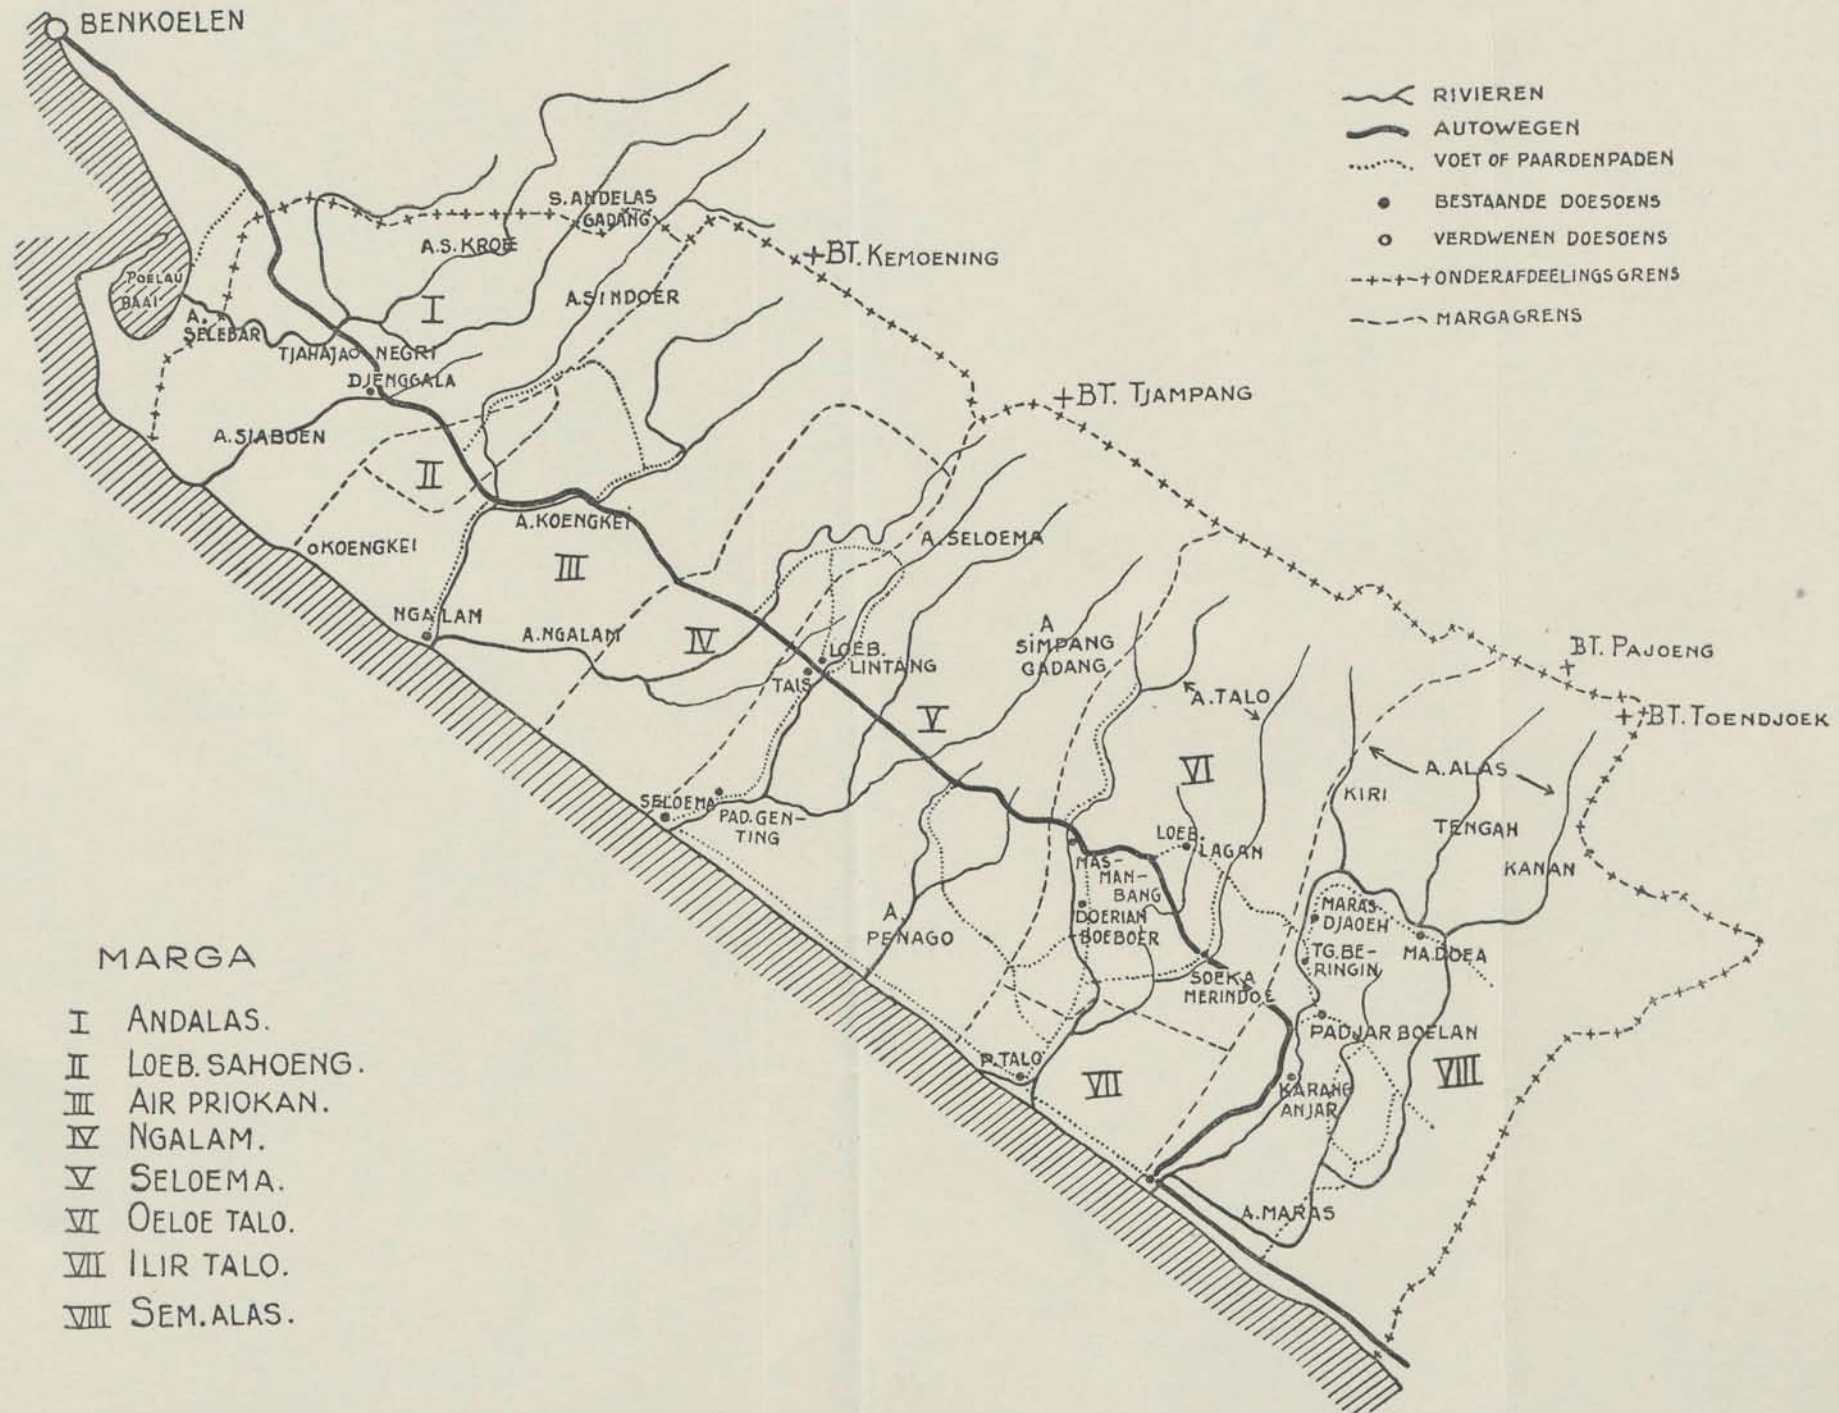 BENKOELEN
RIVIEREN
AUTOWEGEN
VOET OF PAARDENPADEN
BESTAANDE DOESOENS
VERDWENEN DOESOENS
ONDERAFDEELINGSGRENS
MARGAGRENS
S. ANDELAS
GADANG
A.S. KROE
BT. KEMOENING
POELAU
BAAI
A.
SELEBAR
I
A. SINDOER
TJAHAJA NEGRI
DJENGGALA
BT. TJAMPANG
A. SIABOEN
II
A. KOENGKEI
KOENGKEI
III
A. SELOEMA
NGALAM
A. NGALAM
IV
LOEB.
LINTANG
TAIS
A
SIMPANG
GADANG
BT. PAJOENG
A. TALO
V
BT. TOENDJOEK
VI
A. ALAS
KIRI
TENGAH
KANAN
SELOEMA
PAD. GEN-
TING
LOEB.
LAGAN
MAS-
MAN-
BANG
DOERIAN
BOEBOER
A.
PENAGO
MARAS
DJAOEH
TG. BE-
RINGIN
MA. DOEA
SOEKA
MERINDOE
PADJAR BOELAN
P. TALO
VII
KARANG
ANJAR
VIII
A. MARAS
MARGA
I ANDALAS.
II LOEB. SAHOENG.
III AIR PRIOKAN.
IV NGALAM.
V SELOEMA.
VI OELOE TALO.
VII ILIR TALO.
VIII SEM. ALAS.